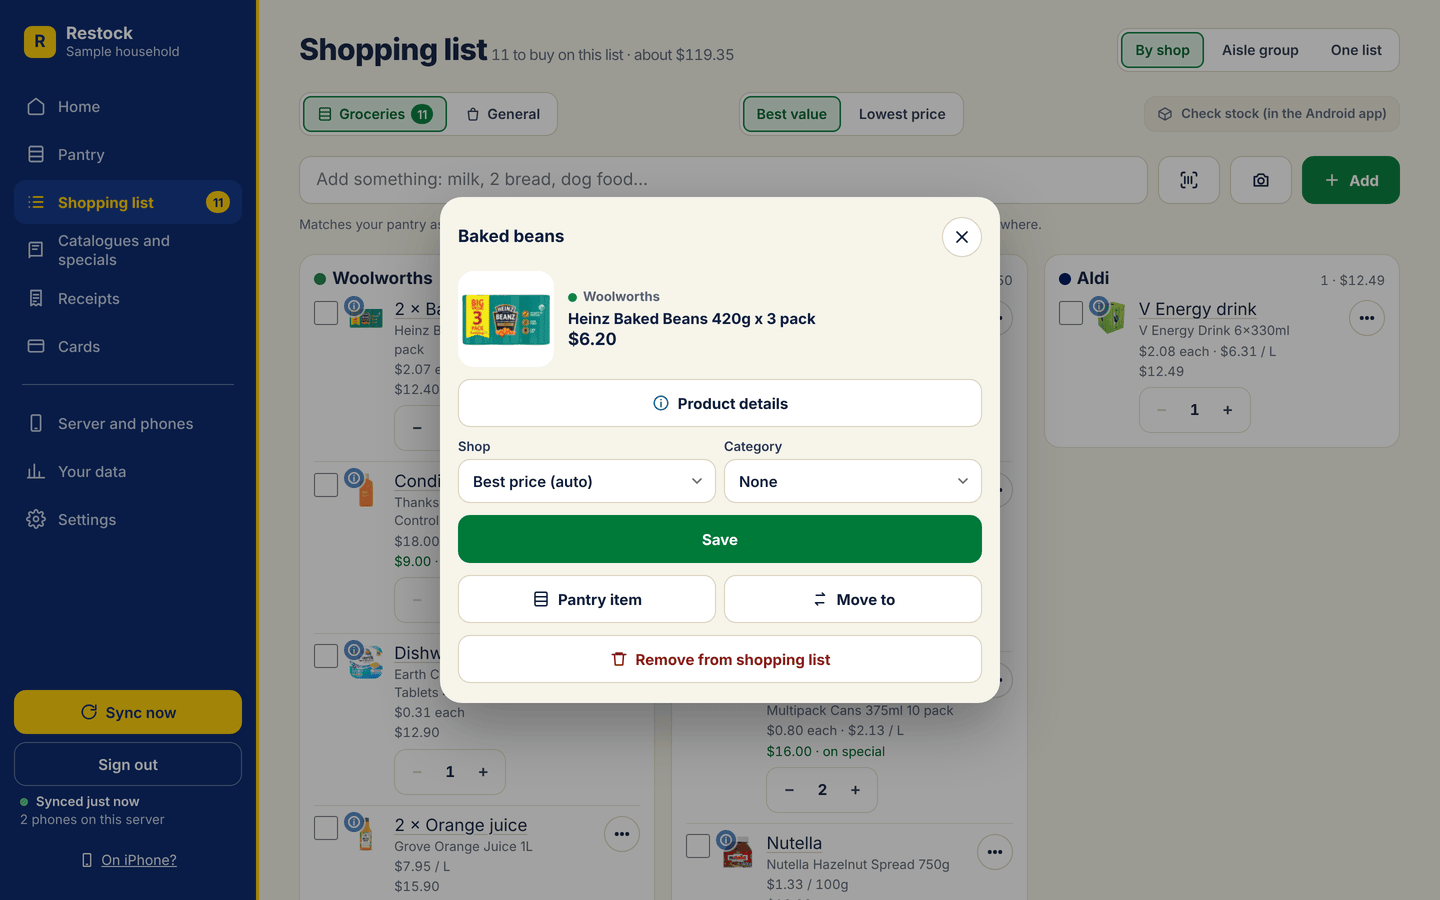 R
Restock
Sample household
Home
Pantry
Shopping list
11
Catalogues and
specials
Receipts
Cards
Server and phones
Your data
Settings
Sync now
Sign out
Synced just now
2 phones on this server
On iPhone?
Shopping list 11 to buy on this list · about $119.35
By shop
Aisle group
One list
Groceries 11
General
Best value
Lowest price
Check stock (in the Android app)
Add something: milk, 2 bread, dog food...
Add
Matches your pantry
Woolworths
2 ×
Heinz
pack
$2.07
$12.40
−
Thanks
Control
$18.00
$9.00 ·
−
Earth
Tablets
$0.31 each
$12.90
− 1 +
2 × Orange juice
Grove Orange Juice 1L
$7.95 / L
$15.90
Multipack Cans 375ml 10 pack
$0.80 each · $2.13 / L
$16.00 · on special
− 2 +
Nutella
Nutella Hazelnut Spread 750g
$1.33 / 100g
Aldi
1 · $12.49
V Energy drink
V Energy Drink 6×330ml
$2.08 each · $6.31 / L
$12.49
− 1 +
Baked beans
BIG
3
PACK
HEINZ
BEANZ
Woolworths
Heinz Baked Beans 420g x 3 pack
$6.20
Product details
Shop
Category
Best price (auto)
None
Save
Pantry item
Move to
Remove from shopping list